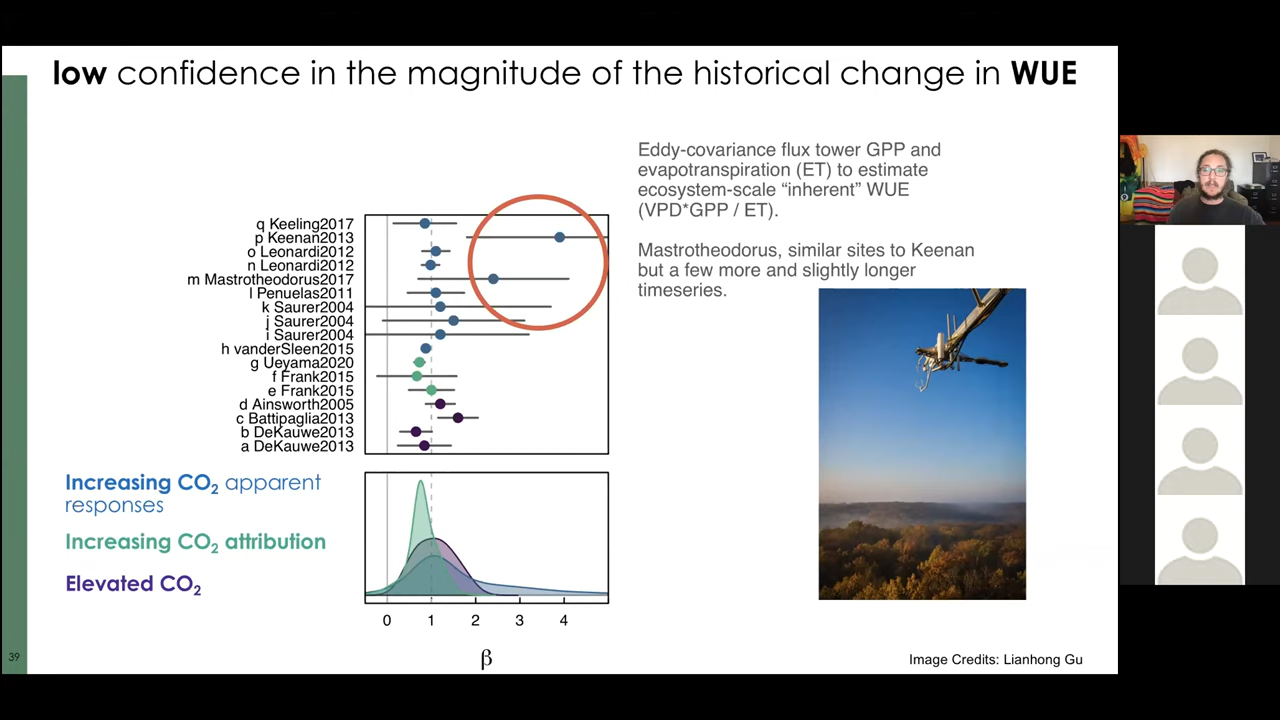 low confidence in the magnitude of the historical change in WUE
Eddy-covariance flux tower GPP and
evapotranspiration (ET) to estimate
ecosystem-scale “inherent” WUE
(VPD*GPP / ET).
Mastrotheodorus, similar sites to Keenan
but a few more and slightly longer
timeseries.
q Keeling2017
p Keenan2013
o Leonardi2012
n Leonardi2012
m Mastrotheodorus2017
l Penuelas2011
k Saurer2004
j Saurer2004
i Saurer2004
h vanderSleen2015
g Ueyama2020
f Frank2015
e Frank2015
d Ainsworth2005
c Battipaglia2013
b DeKauwe2013
a DeKauwe2013
Increasing CO₂ apparent
responses
Increasing CO₂ attribution
Elevated CO₂
0 1 2 3 4
β
39
Image Credits: Lianhong Gu